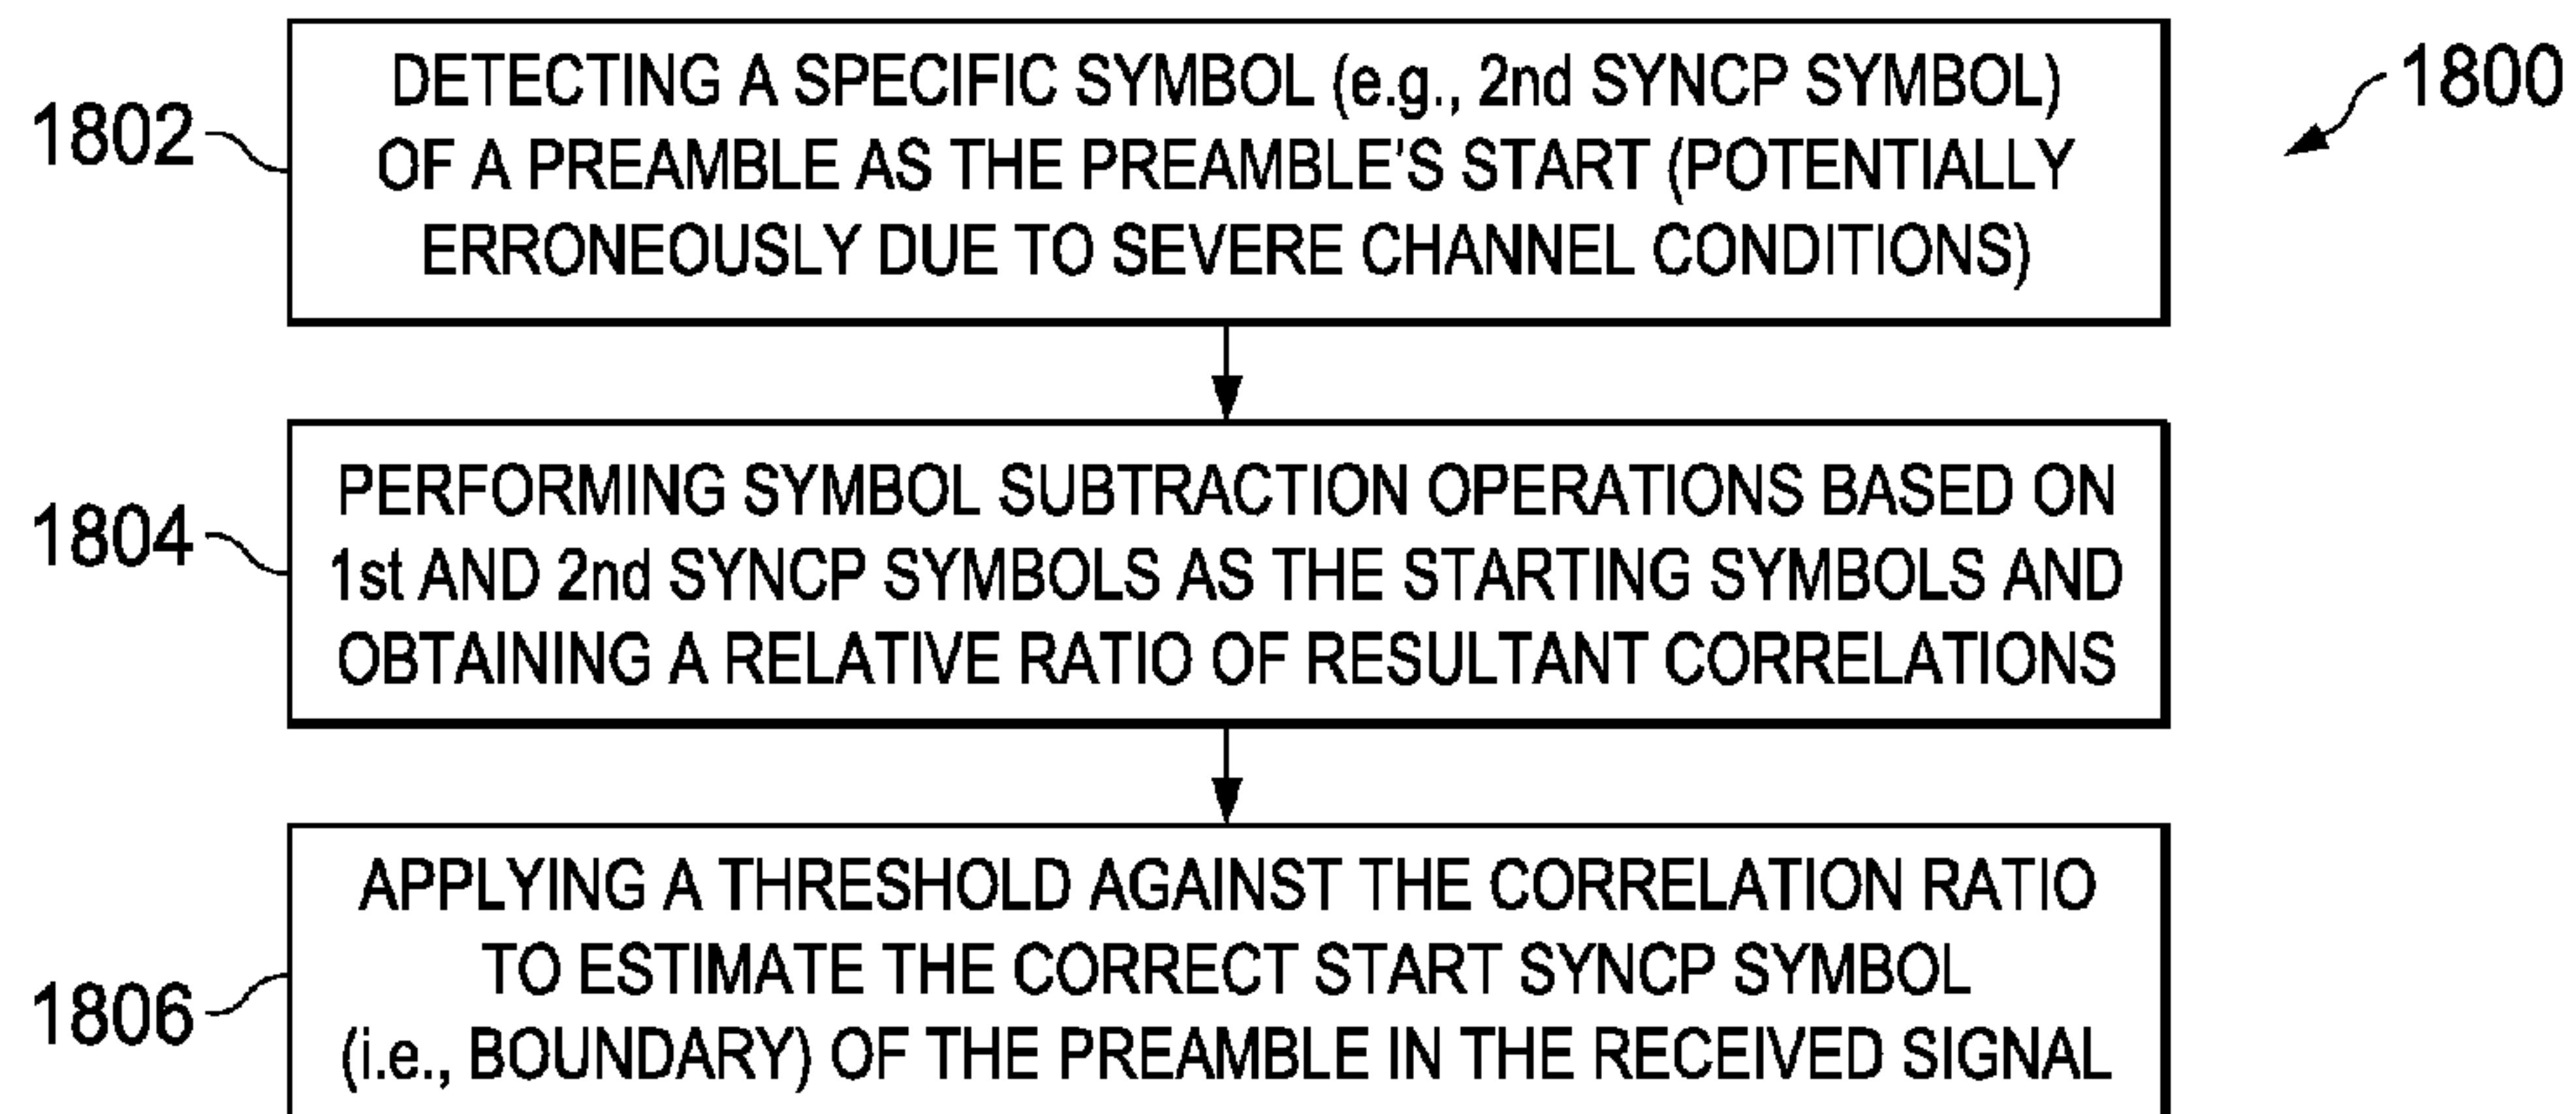 1800
1802
DETECTING A SPECIFIC SYMBOL (e.g., 2nd SYNCP SYMBOL)
OF A PREAMBLE AS THE PREAMBLE'S START (POTENTIALLY
ERRONEOUSLY DUE TO SEVERE CHANNEL CONDITIONS)
1804
PERFORMING SYMBOL SUBTRACTION OPERATIONS BASED ON
1st AND 2nd SYNCP SYMBOLS AS THE STARTING SYMBOLS AND
OBTAINING A RELATIVE RATIO OF RESULTANT CORRELATIONS
1806
APPLYING A THRESHOLD AGAINST THE CORRELATION RATIO
TO ESTIMATE THE CORRECT START SYNCP SYMBOL
(i.e., BOUNDARY) OF THE PREAMBLE IN THE RECEIVED SIGNAL